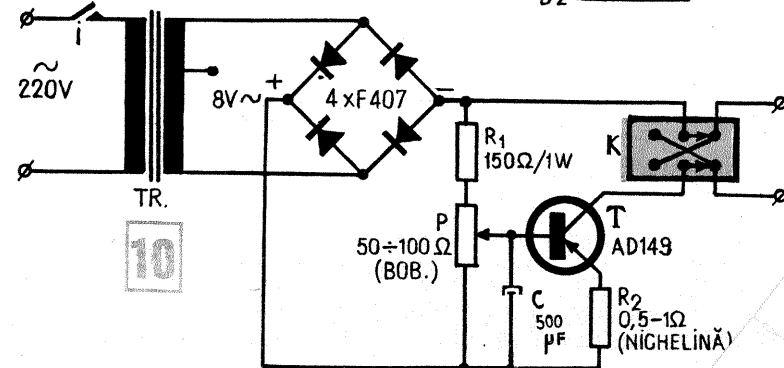 i
~
220V
TR.
10
8V~
+
4xF407
−
R1
150Ω/1W
P
50÷100Ω
(BOB.)
C
500
µF
K
T
AD149
R2
0,5-1Ω
(NICHELINĂ)